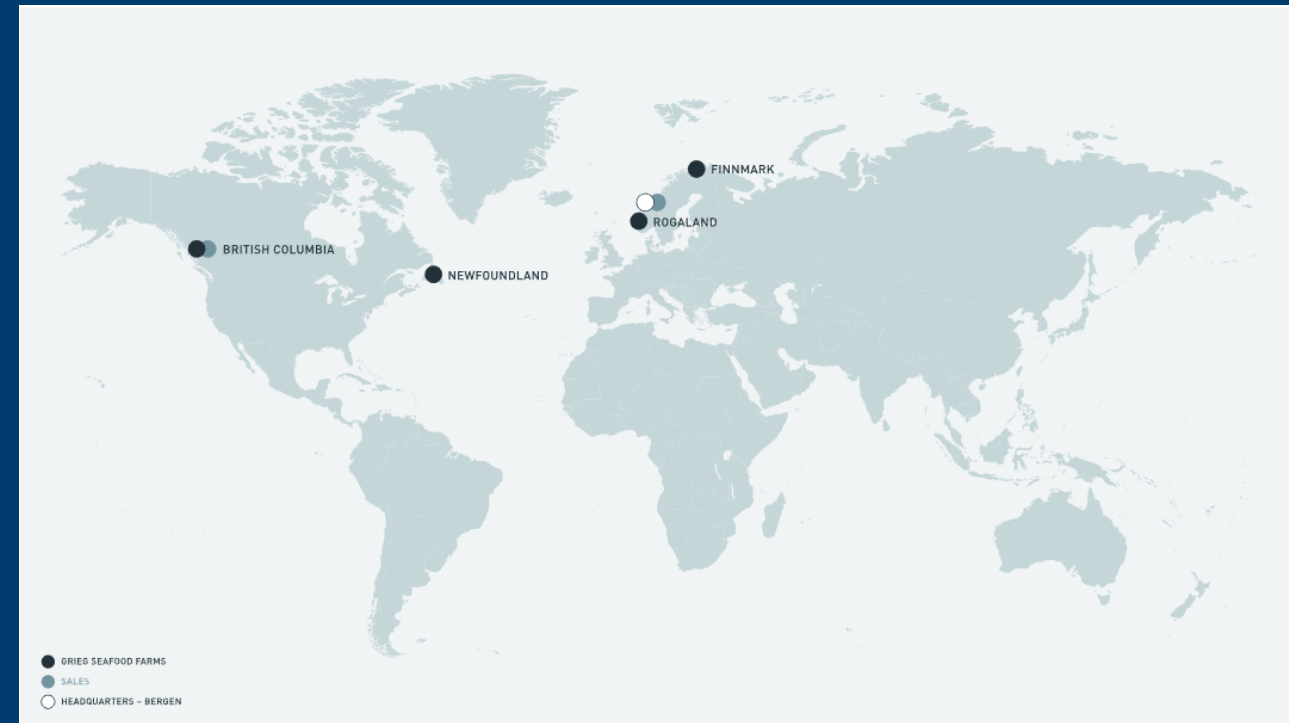 FINNMARK
ROGALAND
BRITISH COLUMBIA
NEWFOUNDLAND
GRIEG SEAFOOD FARMS
SALES
HEADQUARTERS – BERGEN